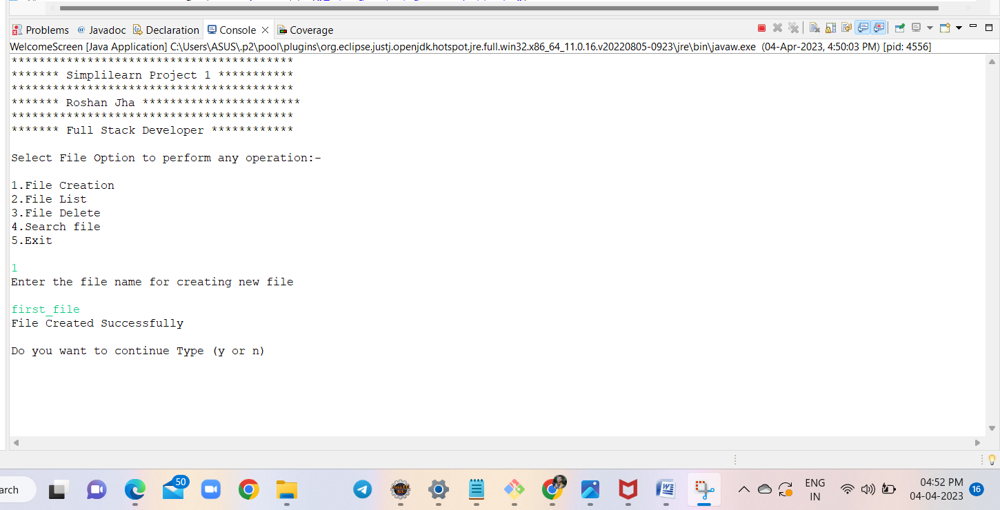 Problems @ Javadoc Declaration Console Coverage
WelcomeScreen [Java Application] C:\Users\ASUS\.p2\pool\plugins\org.eclipse.justj.openjdk.hotspot.jre.full.win32.x86_64_11.0.16.v20220805-0923\jre\bin\javaw.exe (04-Apr-2023, 4:50:03 PM) [pid: 4556]
*****************************************
******* Simplilearn Project 1 ***********
*****************************************
******* Roshan Jha ***********************
*****************************************
******* Full Stack Developer ************
Select File Option to perform any operation:-
1.File Creation
2.File List
3.File Delete
4.Search file
5.Exit
1
Enter the file name for creating new file
first_file
File Created Successfully
Do you want to continue Type (y or n)
arch 50 ENG 04:52 PM 16
IN 04-04-2023